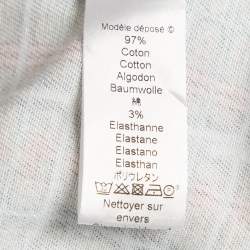 Modèle déposé ©
97%
Coton
Cotton
Algodon
Baumwolle
綿
3%
Elasthanne
Elastane
Elastano
Elasthan
ポリウレタン
Nettoyer sur
envers